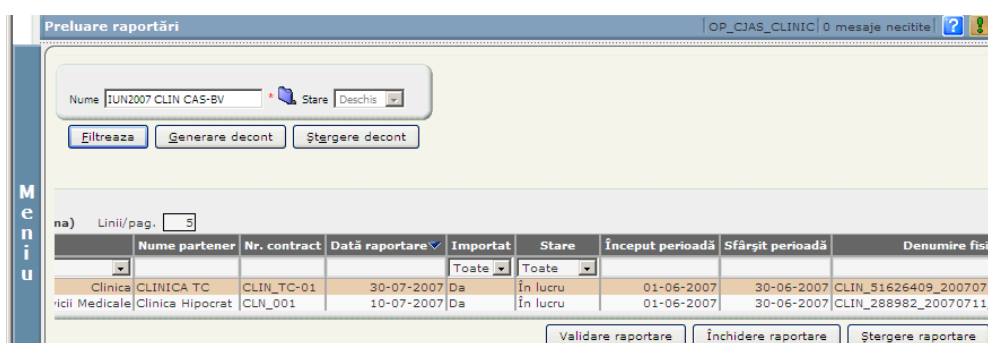 Preluare raportări OP_CJAS_CLINIC 0 mesaje necitite ? !
Nume IUN2007 CLIN CAS-BV * Stare Deschis
Filtreaza Generare decont Ştergere decont
Meniu
na) Linii/pag. 5
Nume partener Nr. contract Dată raportare Importat Stare Început perioadă Sfârşit perioadă Denumire fisi
Toate Toate
Clinica CLINICA TC CLIN_TC-01 30-07-2007 Da În lucru 01-06-2007 30-06-2007 CLIN_51626409_200707
vicii Medicale Clinica Hipocrat CLN_001 10-07-2007 Da În lucru 01-06-2007 30-06-2007 CLIN_288982_20070711
Validare raportare Închidere raportare Ştergere raportare